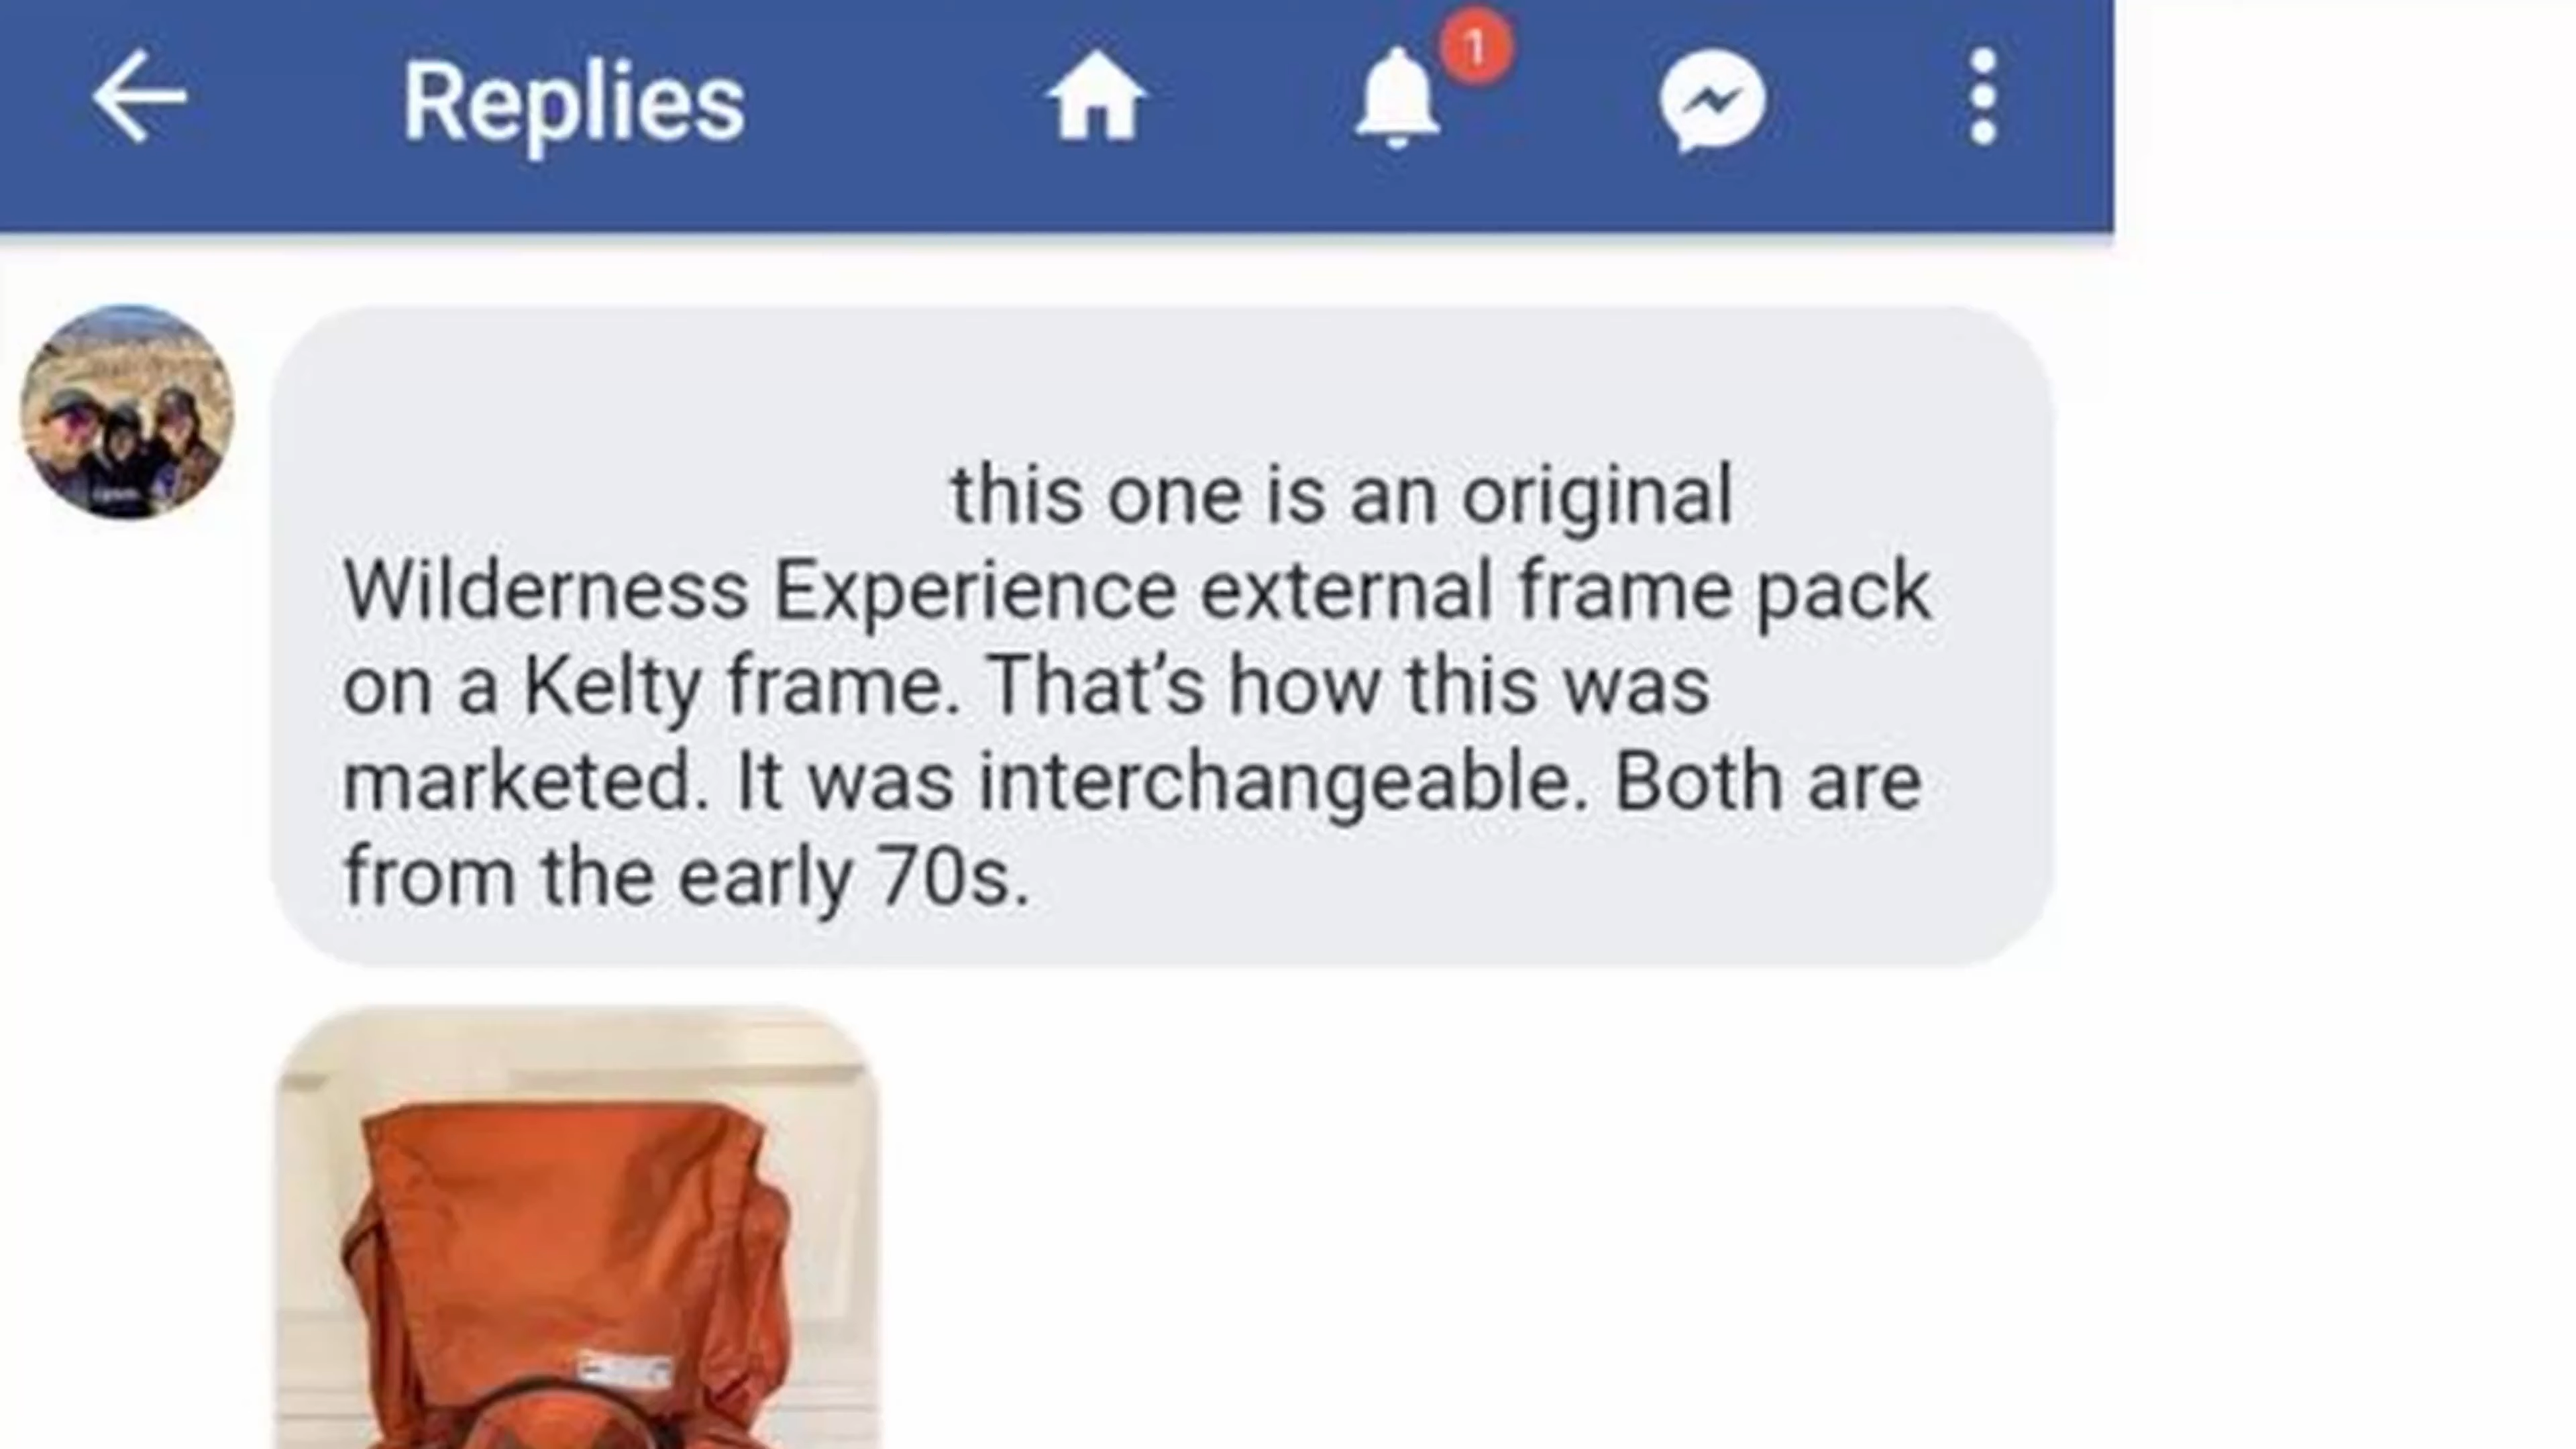 Replies
1
this one is an original
Wilderness Experience external frame pack
on a Kelty frame. That’s how this was
marketed. It was interchangeable. Both are
from the early 70s.